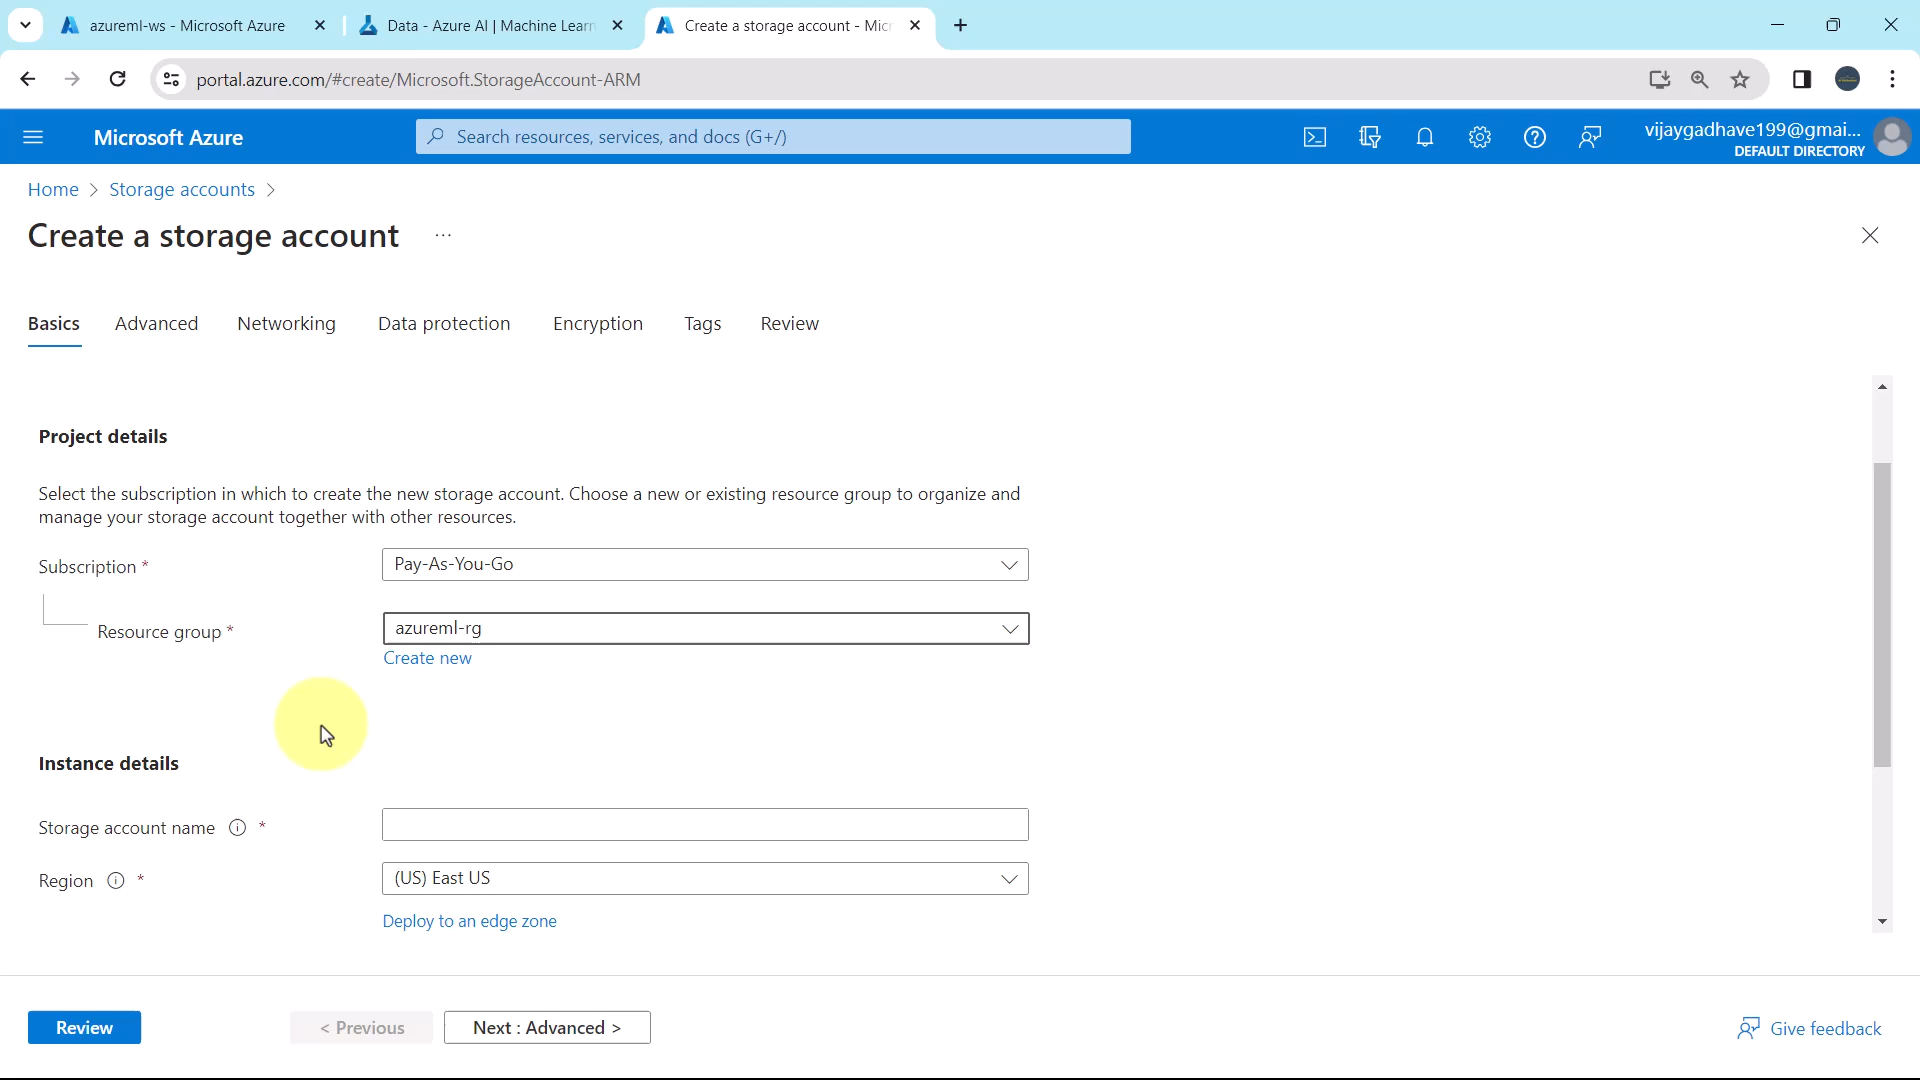 azureml-ws - Microsoft Azure
Data - Azure AI | Machine Learn
Create a storage account - Micr
portal.azure.com/#create/Microsoft.StorageAccount-ARM
Microsoft Azure
Search resources, services, and docs (G+/)
vijaygadhave199@gmai...
DEFAULT DIRECTORY
Home > Storage accounts >
Create a storage account ...
Basics
Advanced
Networking
Data protection
Encryption
Tags
Review
Project details
Select the subscription in which to create the new storage account. Choose a new or existing resource group to organize and
manage your storage account together with other resources.
Subscription *
Pay-As-You-Go
Resource group *
azureml-rg
Create new
Instance details
Storage account name *
Region *
(US) East US
Deploy to an edge zone
Review
< Previous
Next : Advanced >
Give feedback